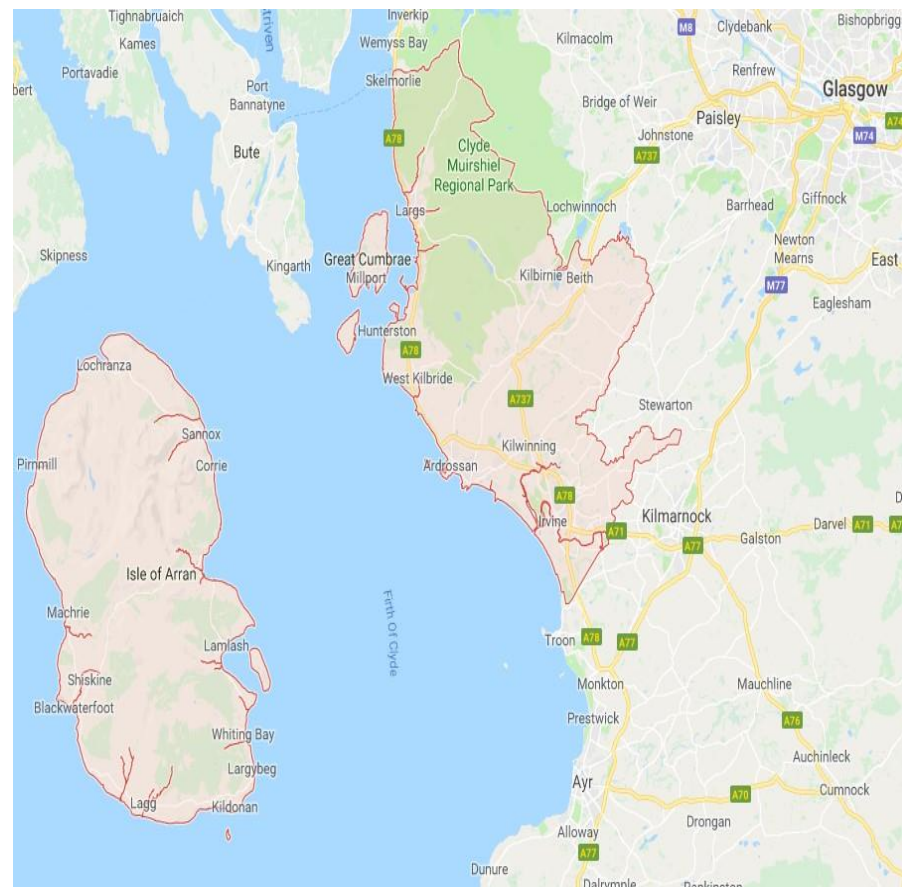 Tighnabruaich
Inverkip
Kames
triven
Wemyss Bay
Kilmacolm
M8
Clydebank
Bishopbrigg
Portavadie
bert
Port
Bannatyne
Skelmorlie
Renfrew
Glasgow
Bridge of Weir
Paisley
A74
M74
Johnstone
A78
Bute
Clyde
Muirshiel
Regional Park
A737
Barrhead
Giffnock
Largs
Lochwinnoch
Skipness
Kingarth
Great Cumbrae
Millport
Kilbirnie
Beith
Newton
Mearns
East
M77
Eaglesham
Hunterston
A78
Lochranza
West Kilbride
A737
Stewarton
Sannox
Pirnmill
Corrie
Kilwinning
Ardrossan
A78
Irvine
A71
Kilmarnock
A77
Galston
Darvel
A71
A7
D
Isle of Arran
Firth Of Clyde
Machrie
Lamlash
Troon
A78
A77
Shiskine
Monkton
Mauchline
Blackwaterfoot
Prestwick
A76
Whiting Bay
Auchinleck
Largybeg
Ayr
A70
Cumnock
Lagg
Kildonan
Drongan
Alloway
A77
Dunure
Dalrymple